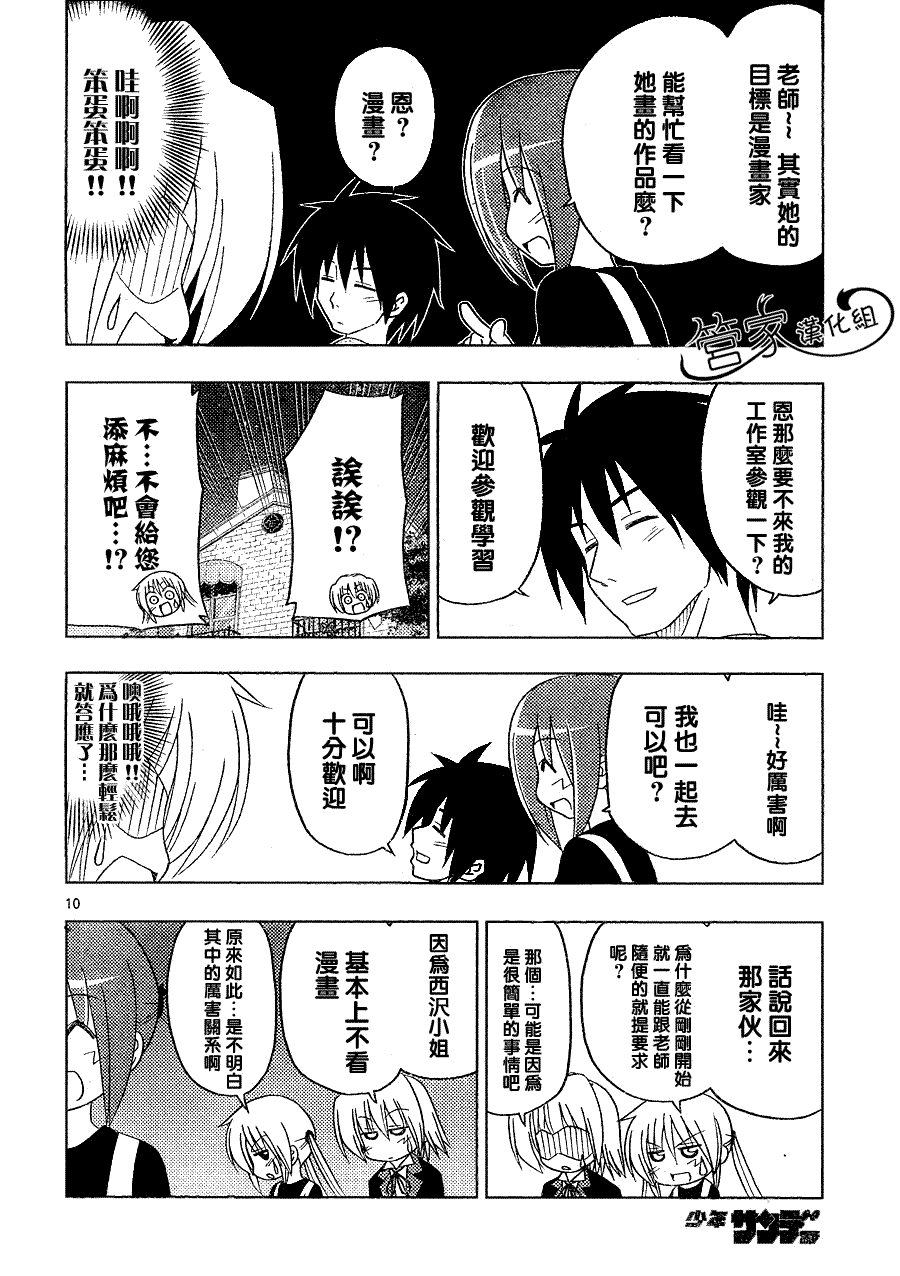 老師~~ 其實她的
目標是漫畫家
能幫忙看一下
她畫的作品麼?
恩?
漫畫?
哇啊啊啊!!
笨蛋笨蛋!!
管家
漢化組
恩那麼要不來我的
工作室參觀一下?
歡迎參觀學習
誒誒!?
不…不會給您
添麻煩吧…!?
哇~~好厲害啊
我也一起去
可以吧?
可以啊
十分歡迎
噢哦哦哦!!
爲什麼那麼輕鬆
就答應了…
10
話說回來
那家伙…
爲什麼從剛剛開始
就一直能跟老師
隨便的就提要求
呢?
那個…可能是因爲
是很簡單的事情吧
因爲西沢小姐
基本上不看
漫畫
原來如此…是不明白
其中的厲害關系啊
少年サンデー